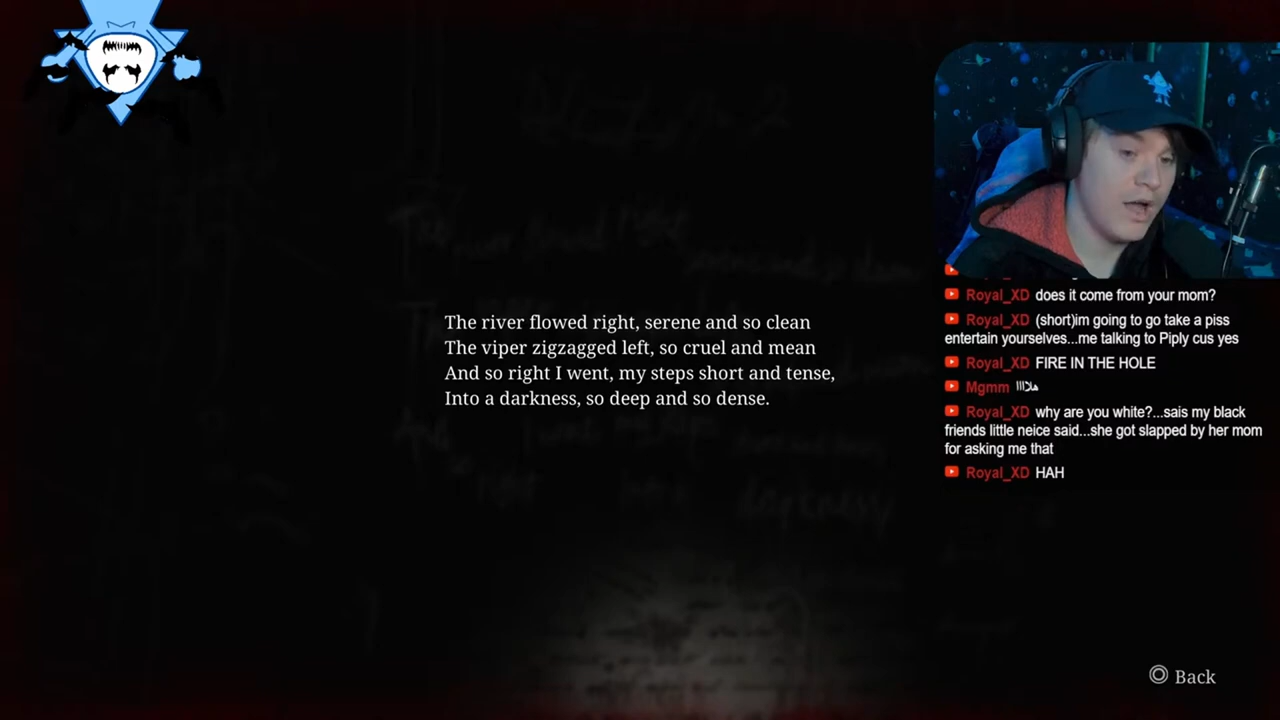 The river flowed right, serene and so clean
The viper zigzagged left, so cruel and mean
And so right I went, my steps short and tense,
Into a darkness, so deep and so dense.
Royal_XD does it come from your mom?
Royal_XD (short)im going to go take a piss
entertain yourselves...me talking to Piply cus yes
Royal_XD FIRE IN THE HOLE
Mgmm هلااا
Royal_XD why are you white?...sais my black
friends little neice said...she got slapped by her mom
for asking me that
Royal_XD HAH
Back